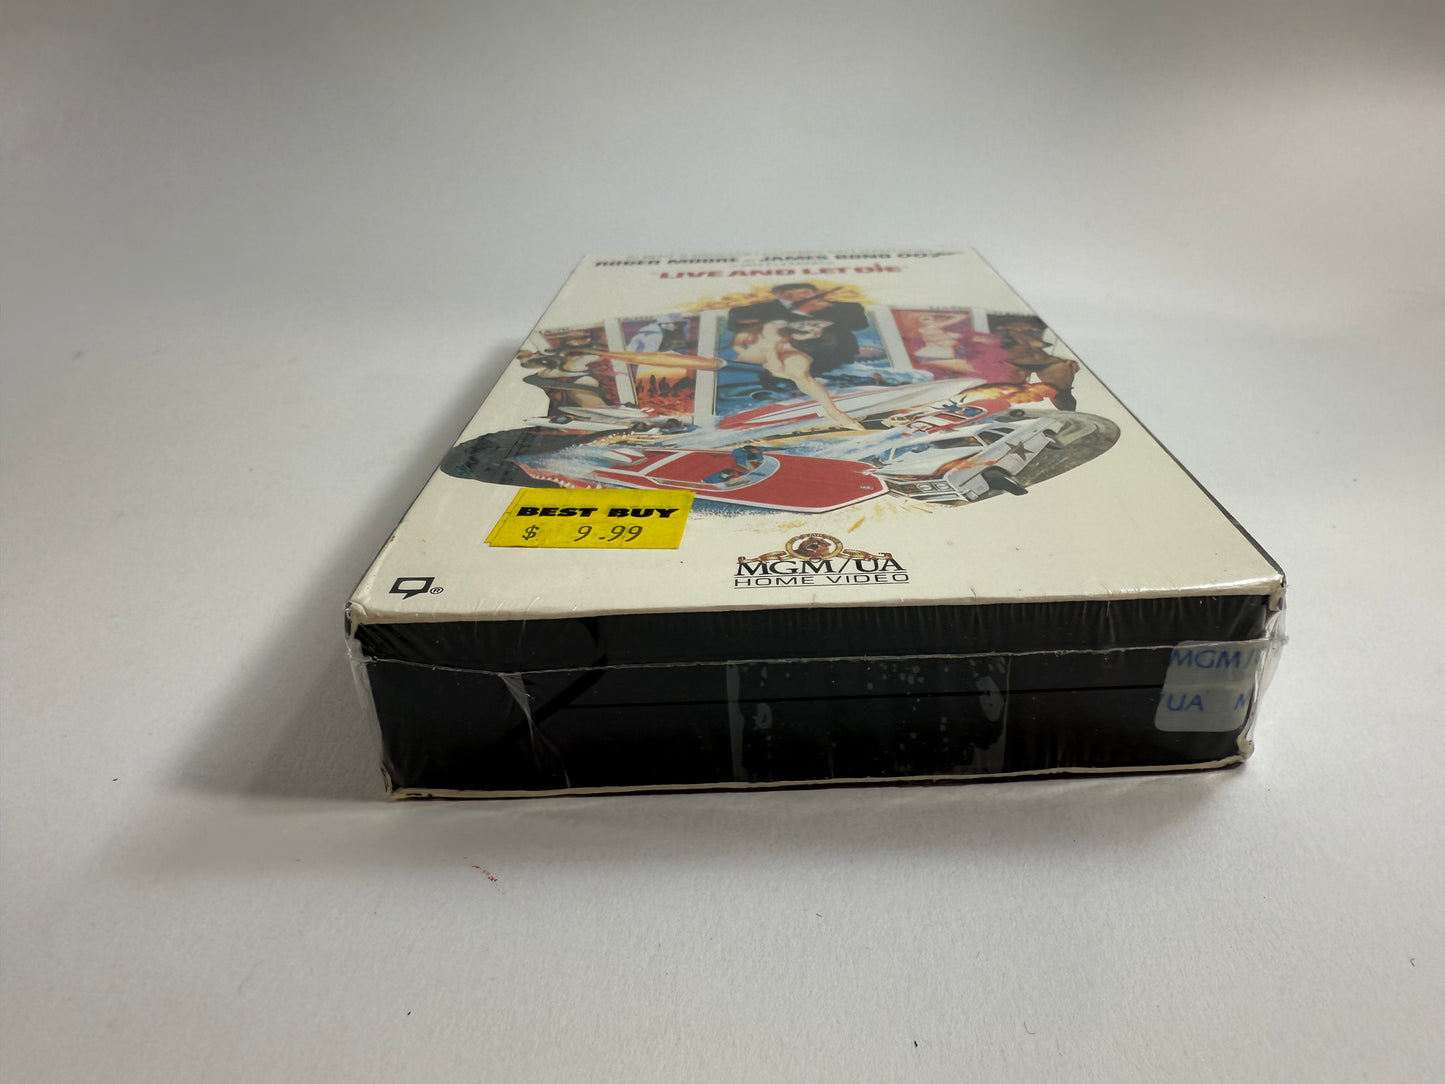 ROGER MOORE as JAMES BOND 007
"LIVE AND LET DIE"
BEST BUY
$ 9.99
MGM/UA
HOME VIDEO
®
MGM/U
/UA M